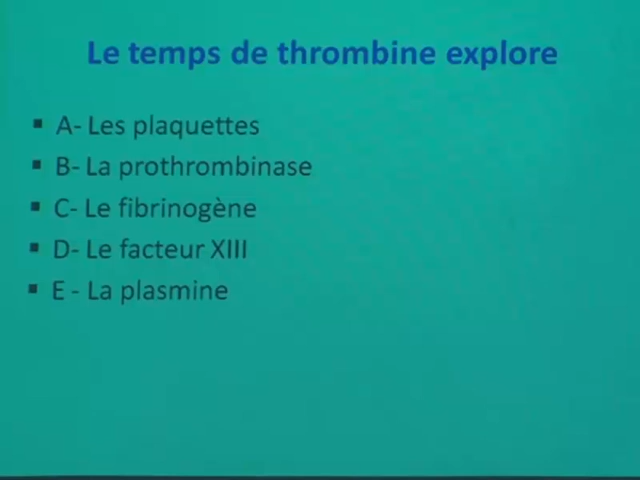 Le temps de thrombine explore
▪ A- Les plaquettes
▪ B- La prothrombinase
▪ C- Le fibrinogène
▪ D- Le facteur XIII
▪ E - La plasmine